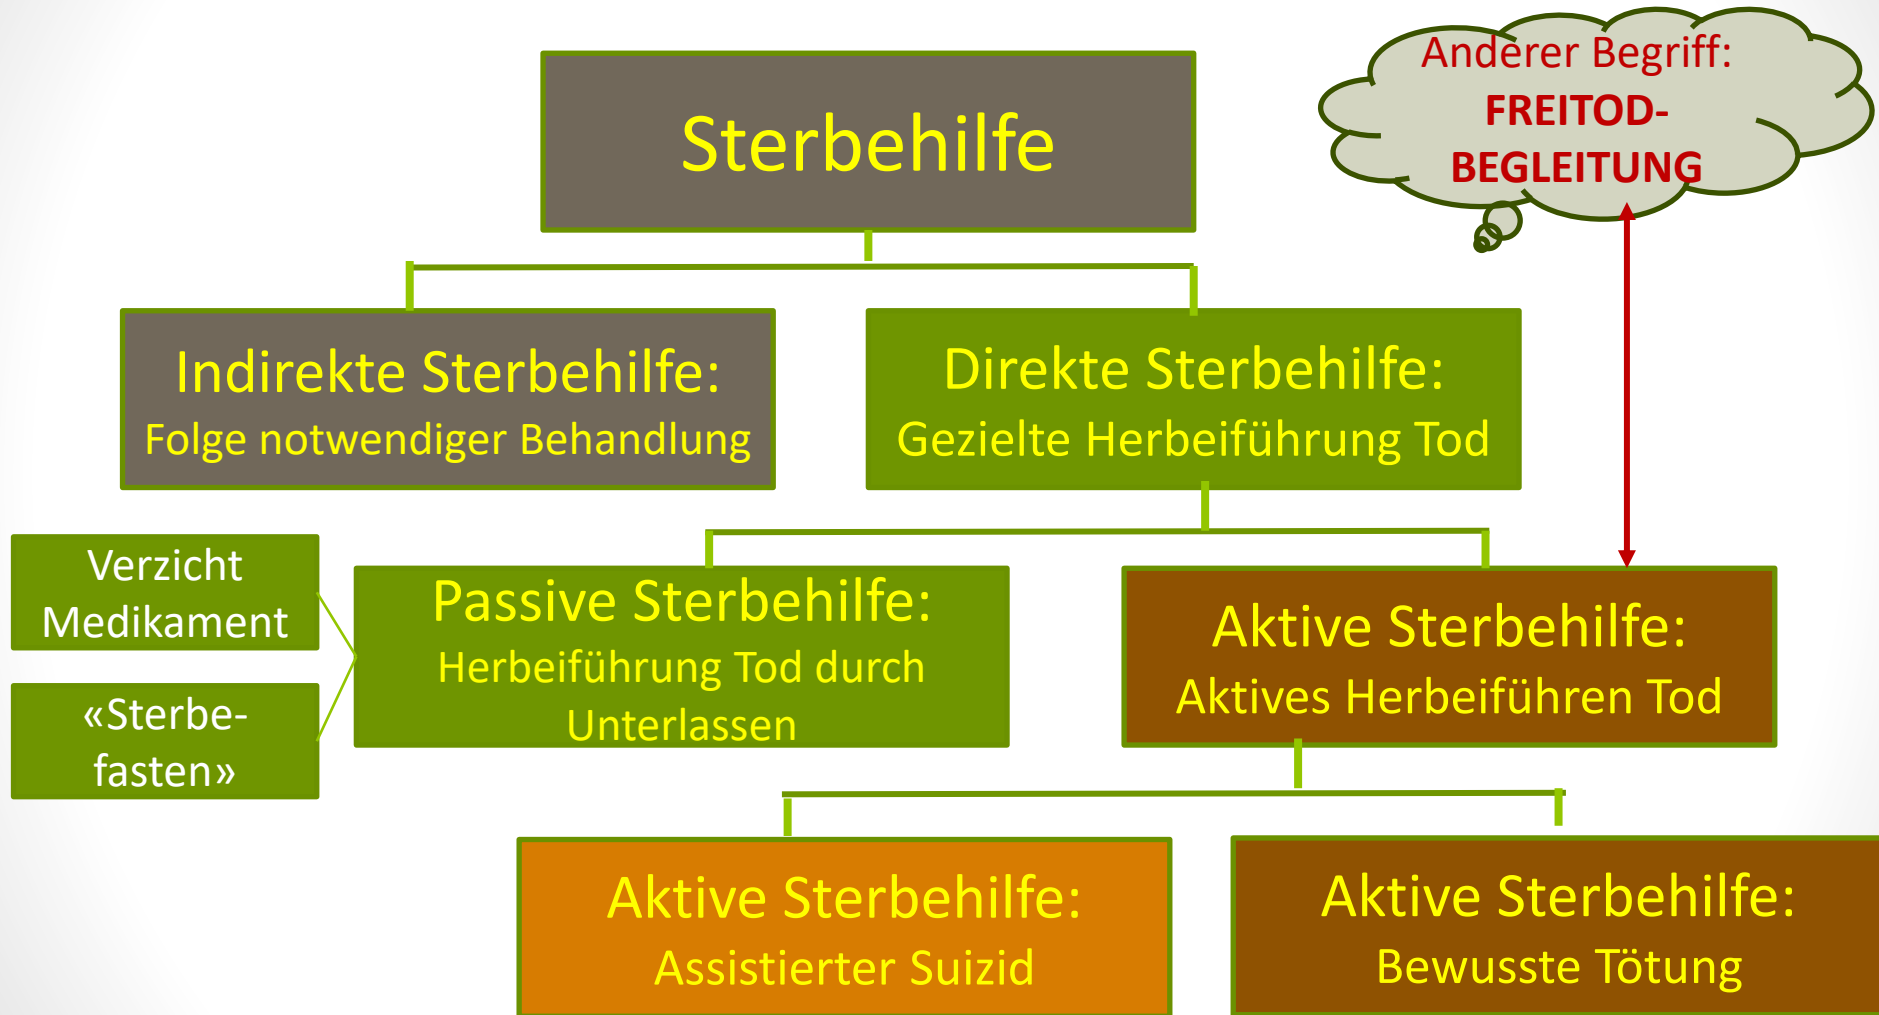 Sterbehilfe
Anderer Begriff:
FREITOD-
BEGLEITUNG
Indirekte Sterbehilfe:
Folge notwendiger Behandlung
Direkte Sterbehilfe:
Gezielte Herbeiführung Tod
Verzicht
Medikament
«Sterbe-
fasten»
Passive Sterbehilfe:
Herbeiführung Tod durch
Unterlassen
Aktive Sterbehilfe:
Aktives Herbeiführen Tod
Aktive Sterbehilfe:
Assistierter Suizid
Aktive Sterbehilfe:
Bewusste Tötung